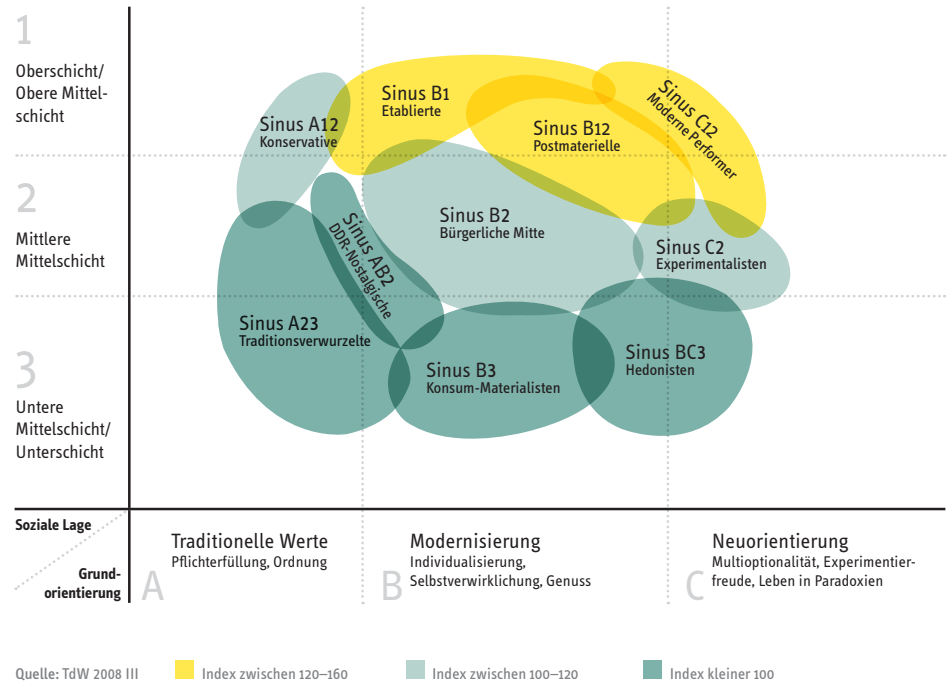 1
Oberschicht/
Obere Mittel-
schicht
2
Mittlere
Mittelschicht
3
Untere
Mittelschicht/
Unterschicht
Sinus A12
Konservative
Sinus B1
Etablierte
Sinus B12
Postmaterielle
Sinus C12
Moderne Performer
Sinus AB2
DDR-Nostalgische
Sinus B2
Bürgerliche Mitte
Sinus C2
Experimentalisten
Sinus A23
Traditionsverwurzelte
Sinus B3
Konsum-Materialisten
Sinus BC3
Hedonisten
Soziale Lage
Grund-
orientierung
A
Traditionelle Werte
Pflichterfüllung, Ordnung
B
Modernisierung
Individualisierung,
Selbstverwirklichung, Genuss
C
Neuorientierung
Multioptionalität, Experimentier-
freude, Leben in Paradoxien
Quelle: TdW 2008 III
Index zwischen 120–160
Index zwischen 100–120
Index kleiner 100